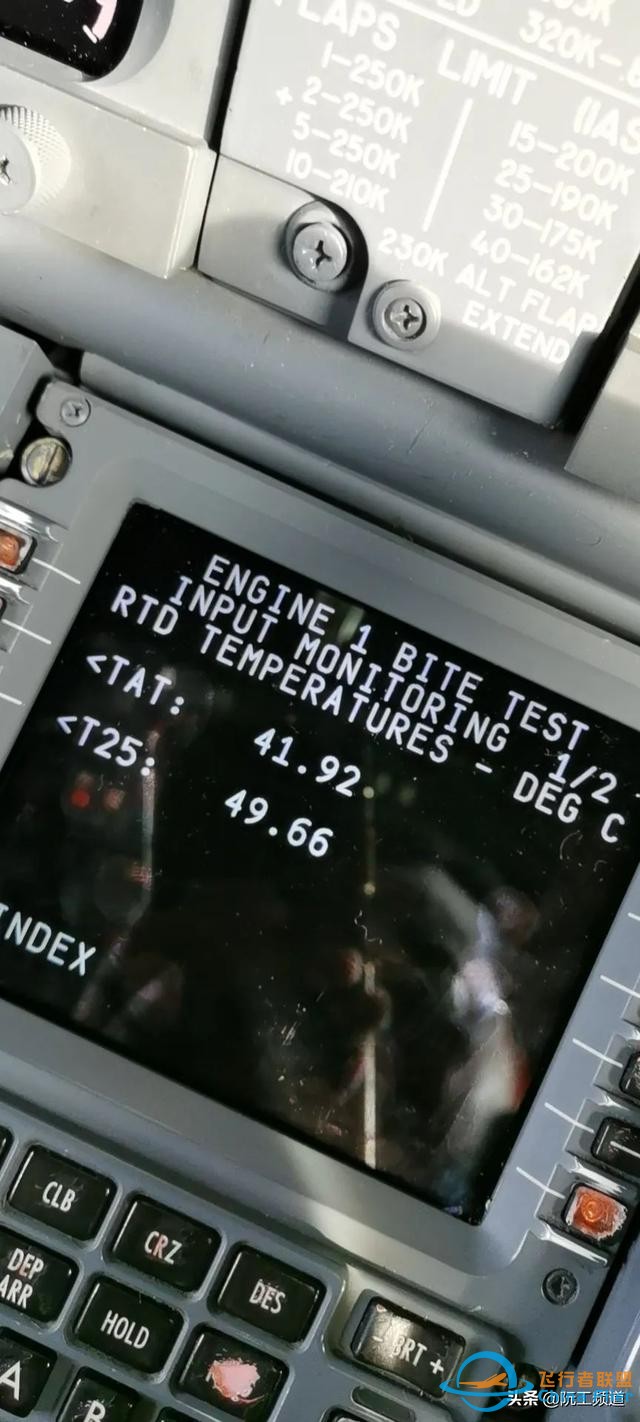 320K-.
FLAPS LIMIT (IAS
1-250K
+ 2-250K
5-250K
10-210K
15-200K
25-190K
30-175K
40-162K
230K ALT FLAP
EXTEND
ENGINE 1 BITE TEST
INPUT MONITORING 1/2
RTD TEMPERATURES - DEG C
<TAT: 41.92
<T25: 49.66
INDEX
CLB
CRZ
DES
DEP
ARR
HOLD
- BRT +
A
B
飞行者联盟
头条 @阮工频道